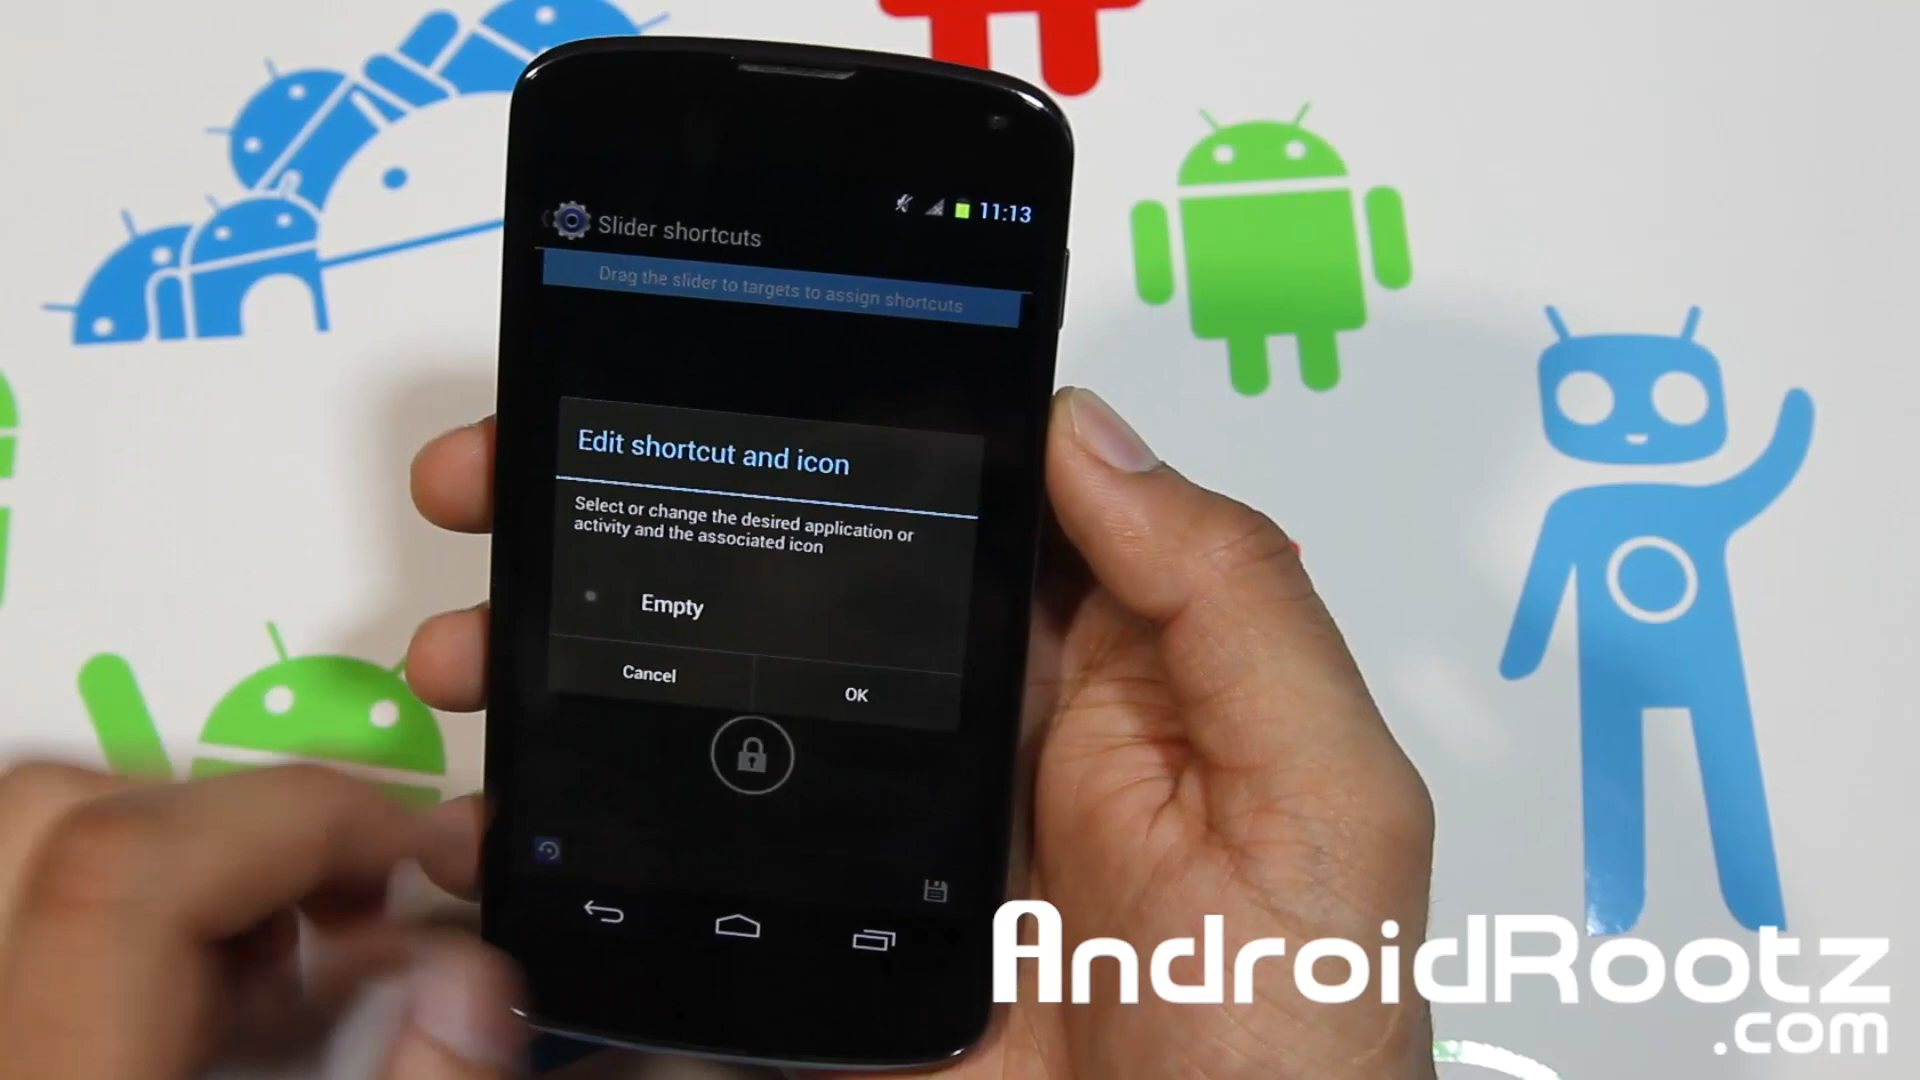 11:13
Slider shortcuts
Drag the slider to targets to assign shortcuts
Edit shortcut and icon
Select or change the desired application or
activity and the associated icon
Empty
Cancel
OK
AndroidRootz
.com